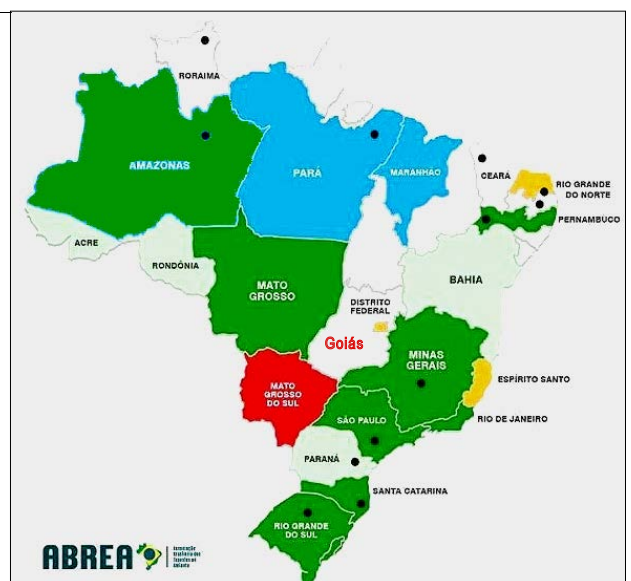 RORAIMA
AMAZONAS
PARÁ
MARANHÃO
CEARÁ
RIO GRANDE
DO NORTE
PERNAMBUCO
ACRE
RONDÔNIA
MATO
GROSSO
BAHIA
DISTRITO
FEDERAL
Goiás
MINAS
GERAIS
ESPÍRITO SANTO
MATO
GROSSO
DO SUL
SÃO PAULO
RIO DE JANEIRO
PARANÁ
SANTA CATARINA
RIO GRANDE
DO SUL
ABREA